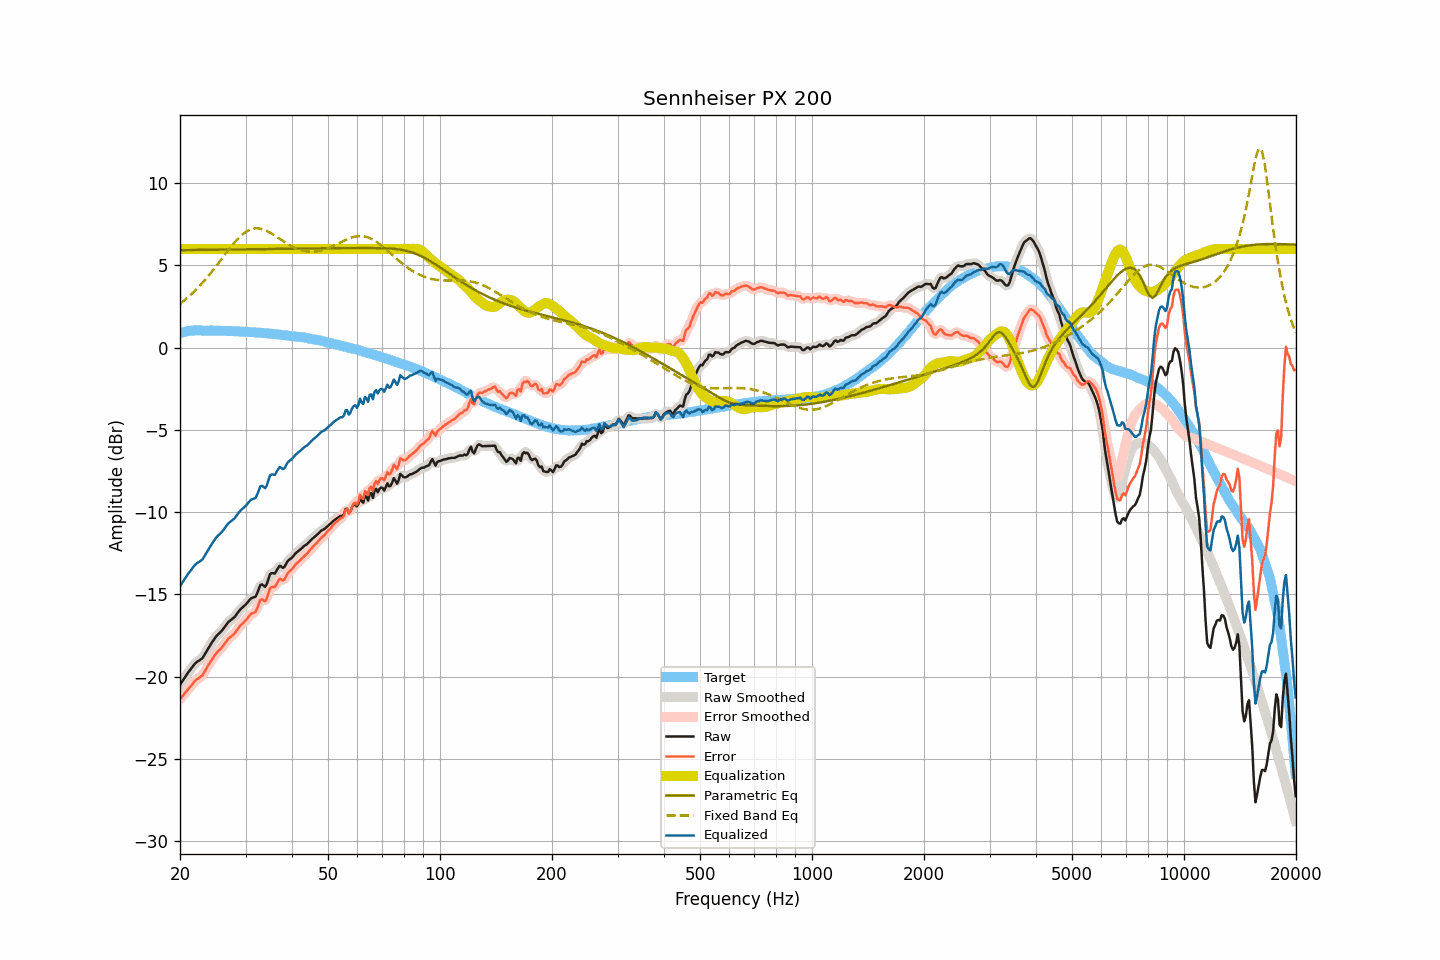 Sennheiser PX 200
Amplitude (dBr)
10
5
0
−5
−10
−15
−20
−25
−30
Target
Raw Smoothed
Error Smoothed
Raw
Error
Equalization
Parametric Eq
Fixed Band Eq
Equalized
20 50 100 200 500 1000 2000 5000 10000 20000
Frequency (Hz)